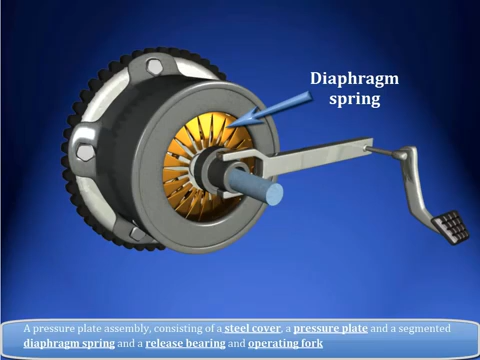 Diaphragm
spring
A pressure plate assembly, consisting of a steel cover, a pressure plate and a segmented
diaphragm spring and a release bearing and operating fork